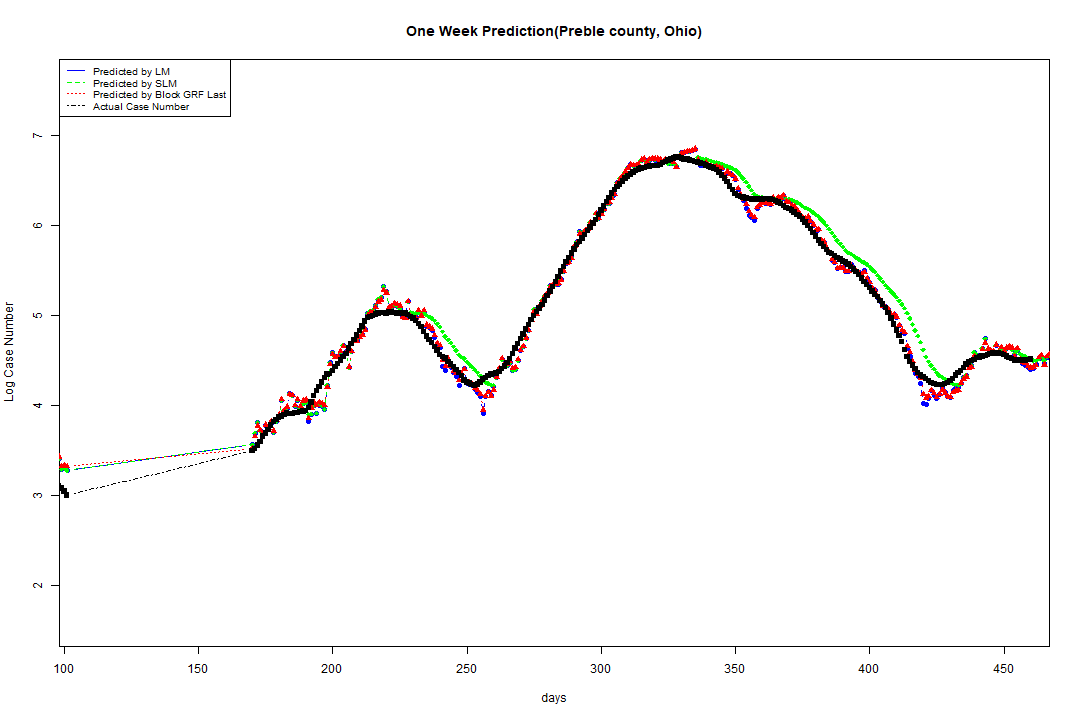 One Week Prediction(Preble county, Ohio)
Predicted by LM
Predicted by SLM
Predicted by Block GRF Last
Actual Case Number
Log Case Number
7
6
5
4
3
2
100 150 200 250 300 350 400 450
days